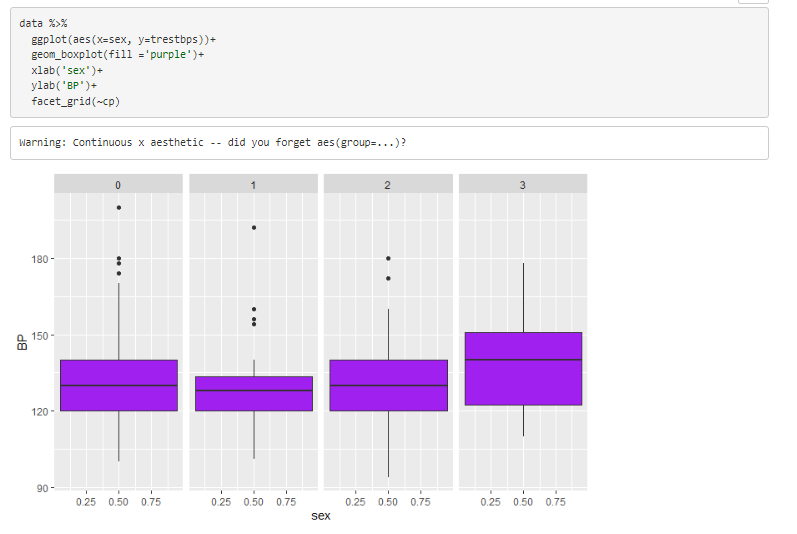 data %>%
ggplot(aes(x=sex, y=trestbps))+
geom_boxplot(fill ='purple')+
xlab('sex')+
ylab('BP')+
facet_grid(~cp)
Warning: Continuous x aesthetic -- did you forget aes(group=...)?
0 1 2 3
180
150
BP
120
90
0.25 0.50 0.75 0.25 0.50 0.75 0.25 0.50 0.75 0.25 0.50 0.75
sex